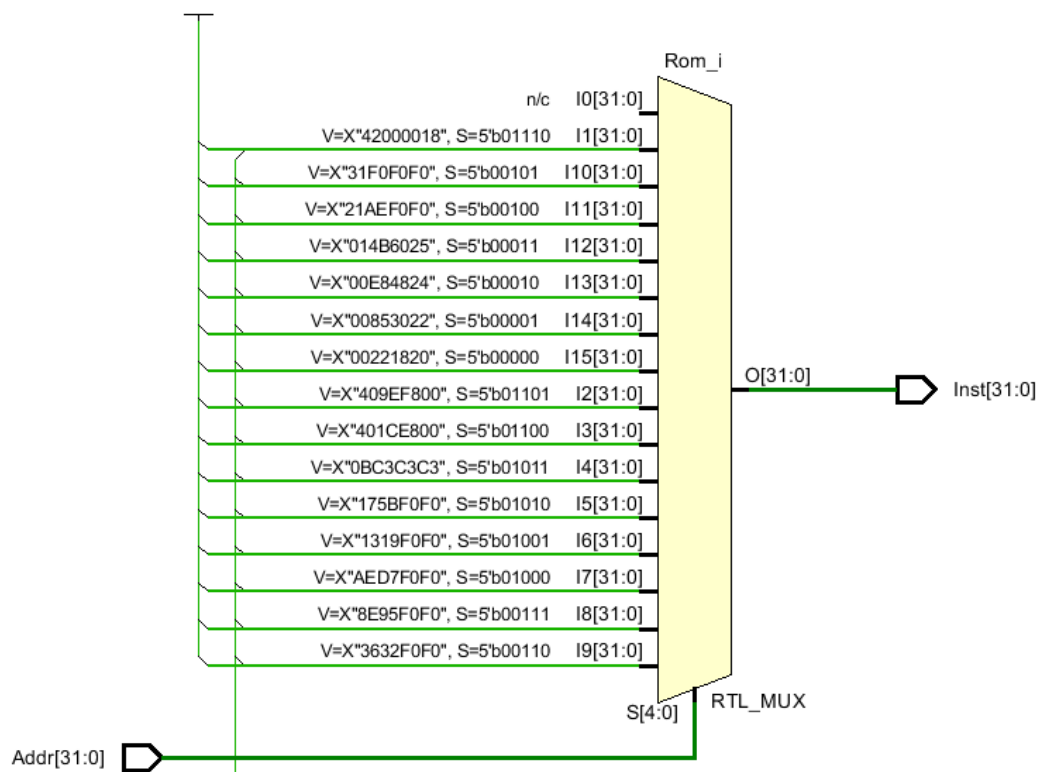 Rom_i
n/c I0[31:0]
V=X"42000018", S=5'b01110 I1[31:0]
V=X"31F0F0F0", S=5'b00101 I10[31:0]
V=X"21AEF0F0", S=5'b00100 I11[31:0]
V=X"014B6025", S=5'b00011 I12[31:0]
V=X"00E84824", S=5'b00010 I13[31:0]
V=X"00853022", S=5'b00001 I14[31:0]
V=X"00221820", S=5'b00000 I15[31:0]
O[31:0]
V=X"409EF800", S=5'b01101 I2[31:0]
Inst[31:0]
V=X"401CE800", S=5'b01100 I3[31:0]
V=X"0BC3C3C3", S=5'b01011 I4[31:0]
V=X"175BF0F0", S=5'b01010 I5[31:0]
V=X"1319F0F0", S=5'b01001 I6[31:0]
V=X"AED7F0F0", S=5'b01000 I7[31:0]
V=X"8E95F0F0", S=5'b00111 I8[31:0]
V=X"3632F0F0", S=5'b00110 I9[31:0]
S[4:0] RTL_MUX
Addr[31:0]